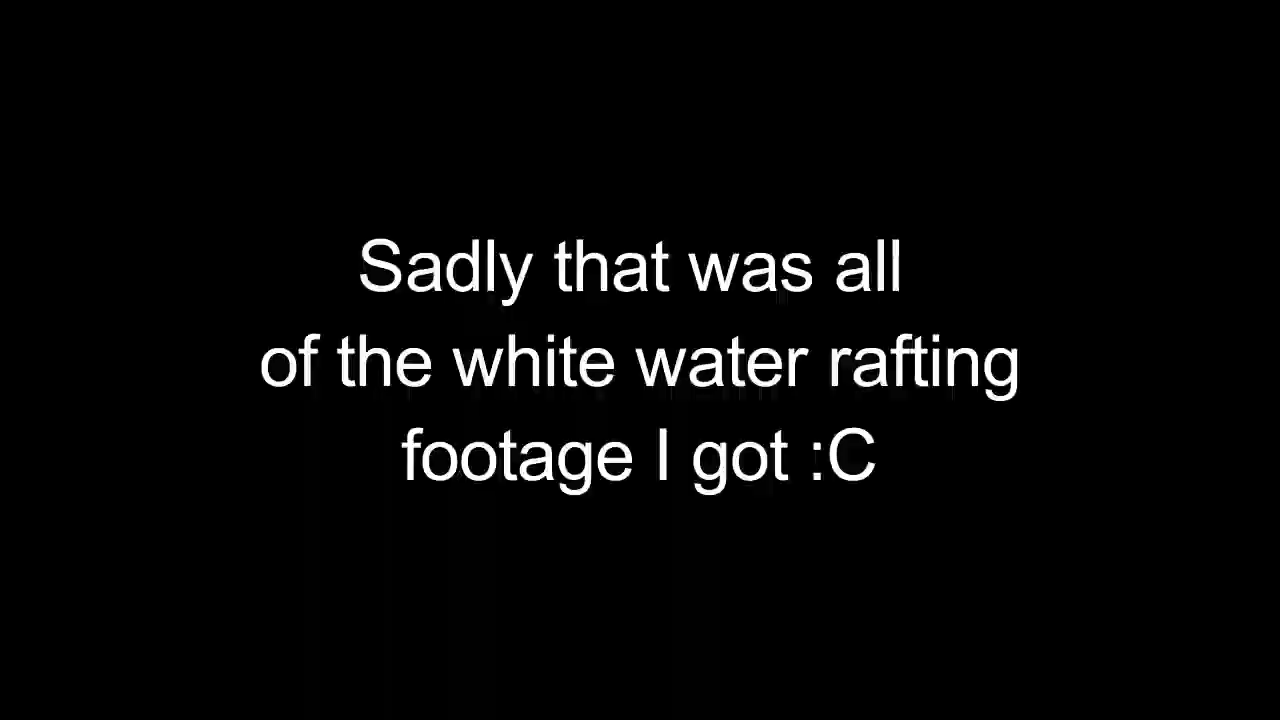 Sadly that was all
of the white water rafting
footage I got :C